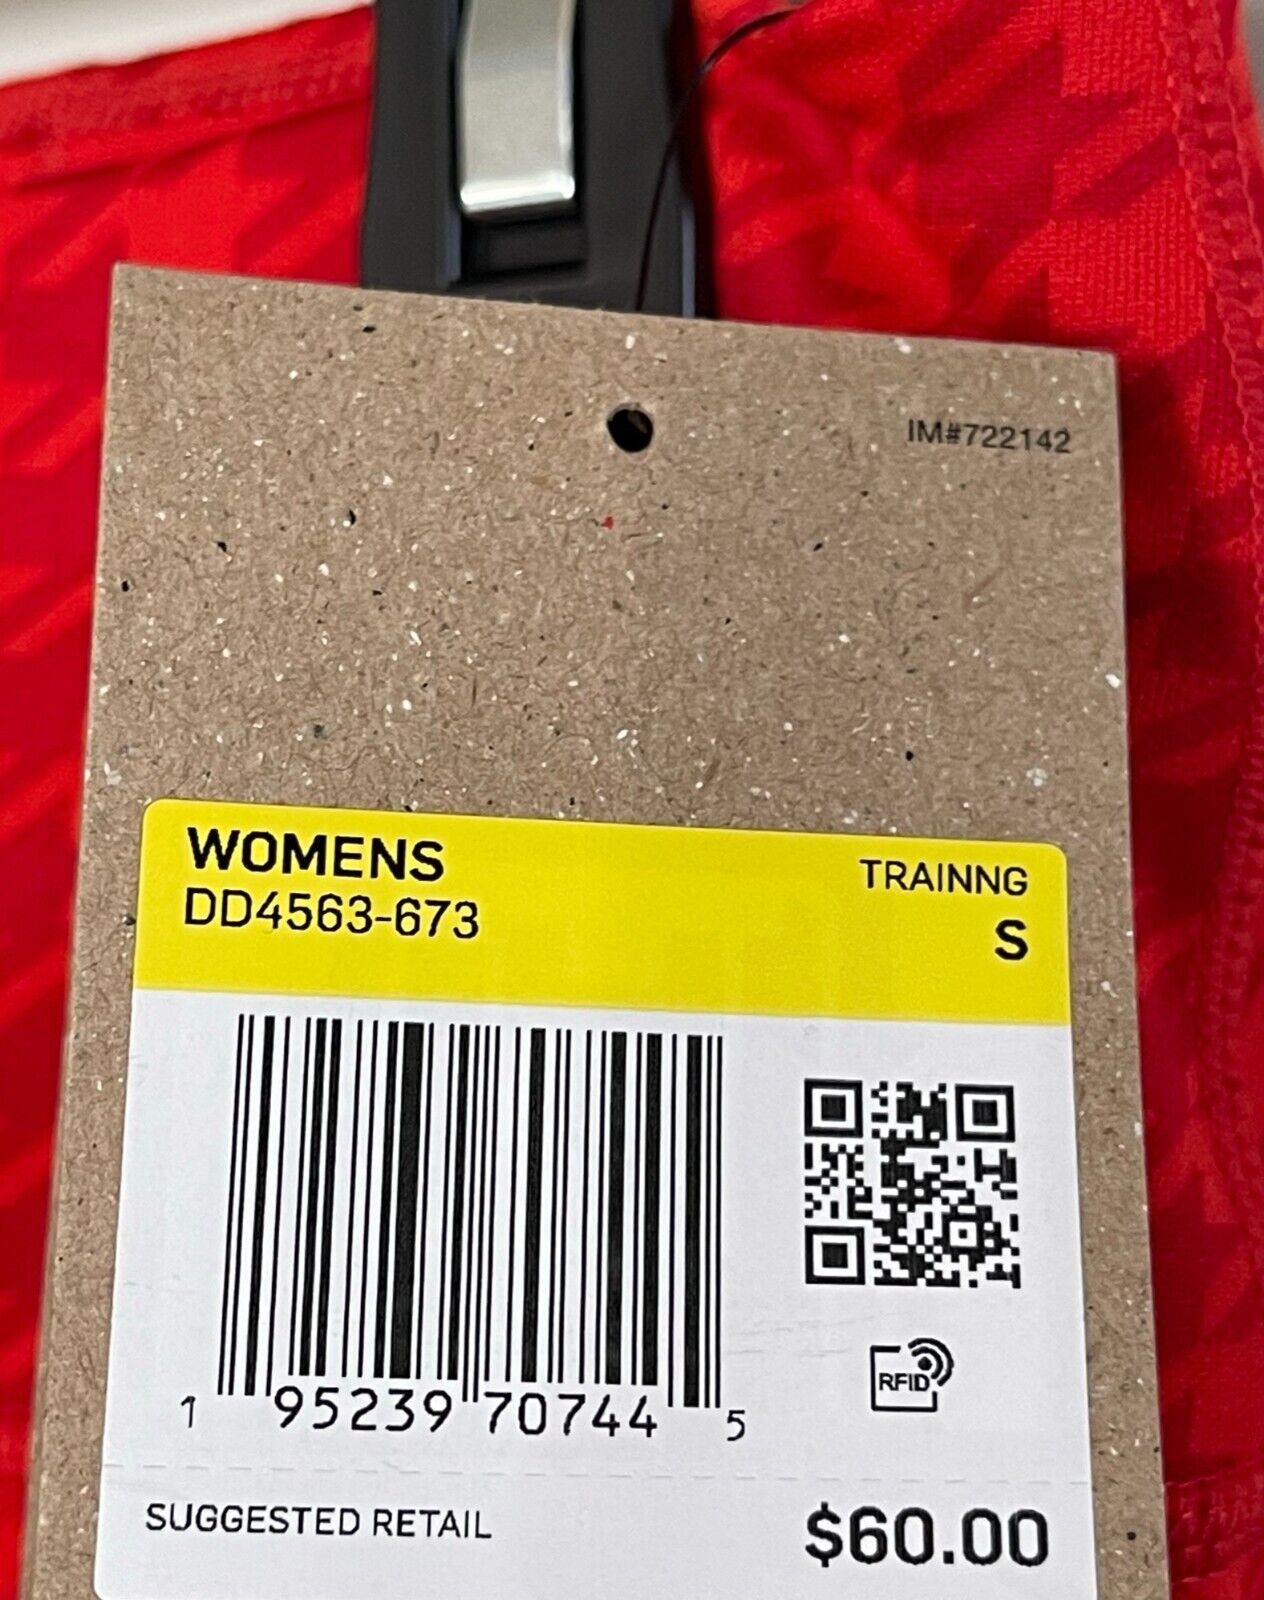 IM#722142
WOMENS
TRAINNG
DD4563-673
S
1 95239 70744 5
RFID
SUGGESTED RETAIL
$60.00